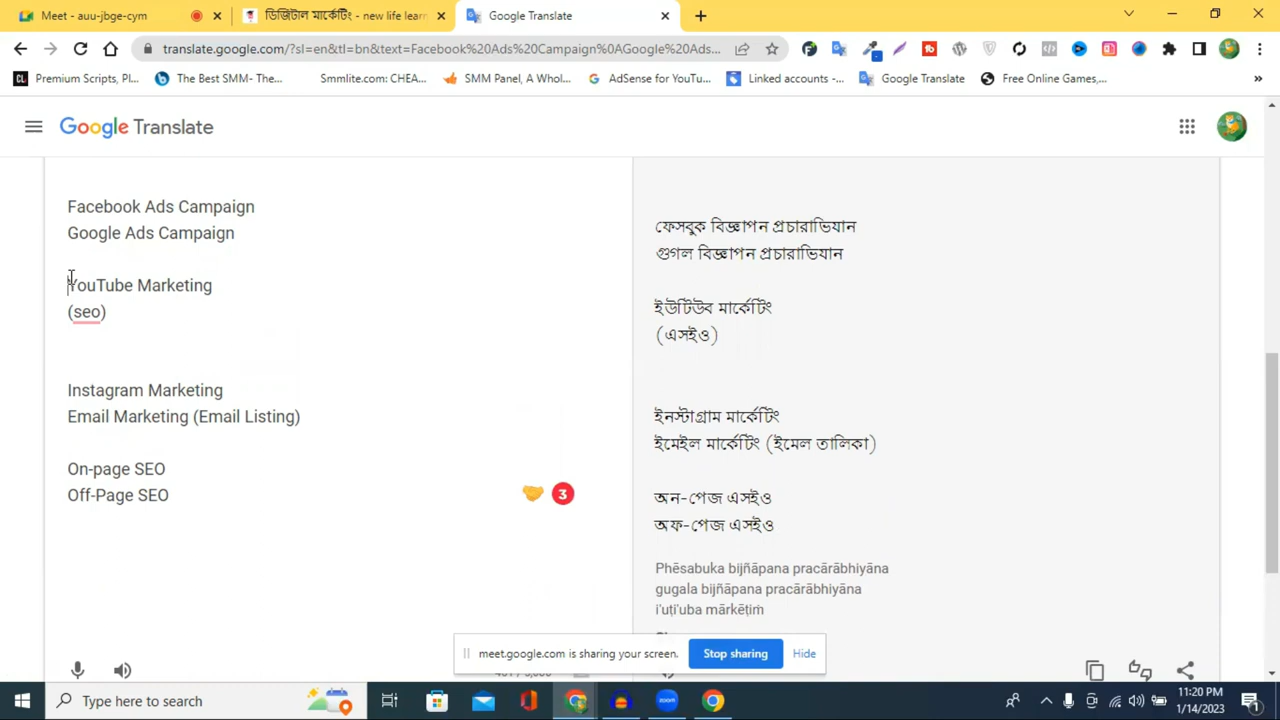 Meet - auu-jbge-cym
ডিজিটাল মার্কেটিং - new life lear
Google Translate
translate.google.com/?sl=en&tl=bn&text=Facebook%20Ads%20Campaign%0AGoogle%20Ads...
Premium Scripts, Pl...
The Best SMM- The...
Smmlite.com: CHEA...
SMM Panel, A Whol...
AdSense for YouTu...
Linked accounts -...
Google Translate
Free Online Games,...
Google Translate
Facebook Ads Campaign
Google Ads Campaign
YouTube Marketing
(seo)
Instagram Marketing
Email Marketing (Email Listing)
On-page SEO
Off-Page SEO
3
ফেসবুক বিজ্ঞাপন প্রচারাভিযান
গুগল বিজ্ঞাপন প্রচারাভিযান
ইউটিউব মার্কেটিং
(এসইও)
ইনস্টাগ্রাম মার্কেটিং
ইমেইল মার্কেটিং (ইমেল তালিকা)
অন-পেজ এসইও
অফ-পেজ এসইও
Phēsabuka bijñāpana pracārābhiyāna
gugala bijñāpana pracārābhiyāna
i'uṭi'uba mārkēṭiṁ
meet.google.com is sharing your screen.
Stop sharing
Hide
Type here to search
11:20 PM
1/14/2023